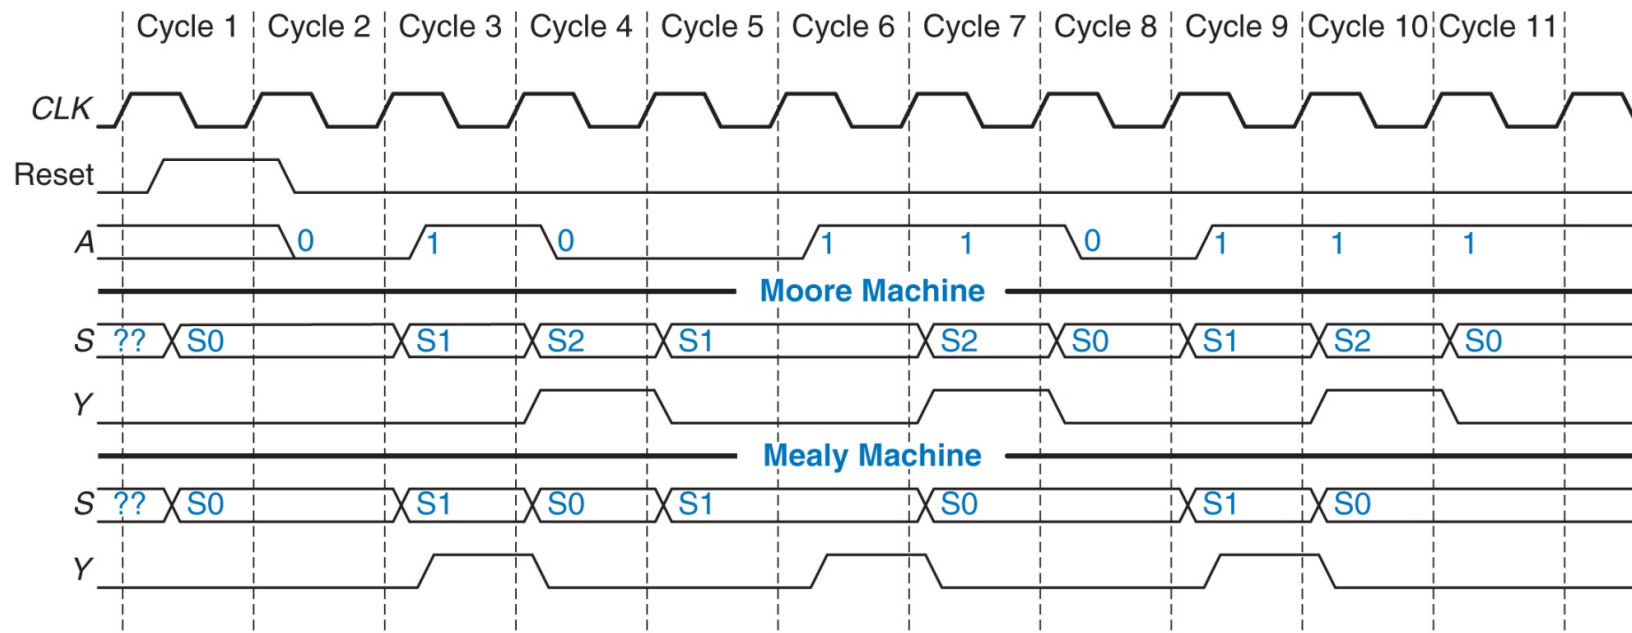 Cycle 1 Cycle 2 Cycle 3 Cycle 4 Cycle 5 Cycle 6 Cycle 7 Cycle 8 Cycle 9 Cycle 10 Cycle 11
CLK
Reset
A 0 1 0 1 1 0 1 1 1
Moore Machine
S ?? S0 S1 S2 S1 S2 S0 S1 S2 S0
Y
Mealy Machine
S ?? S0 S1 S0 S1 S0 S1 S0
Y